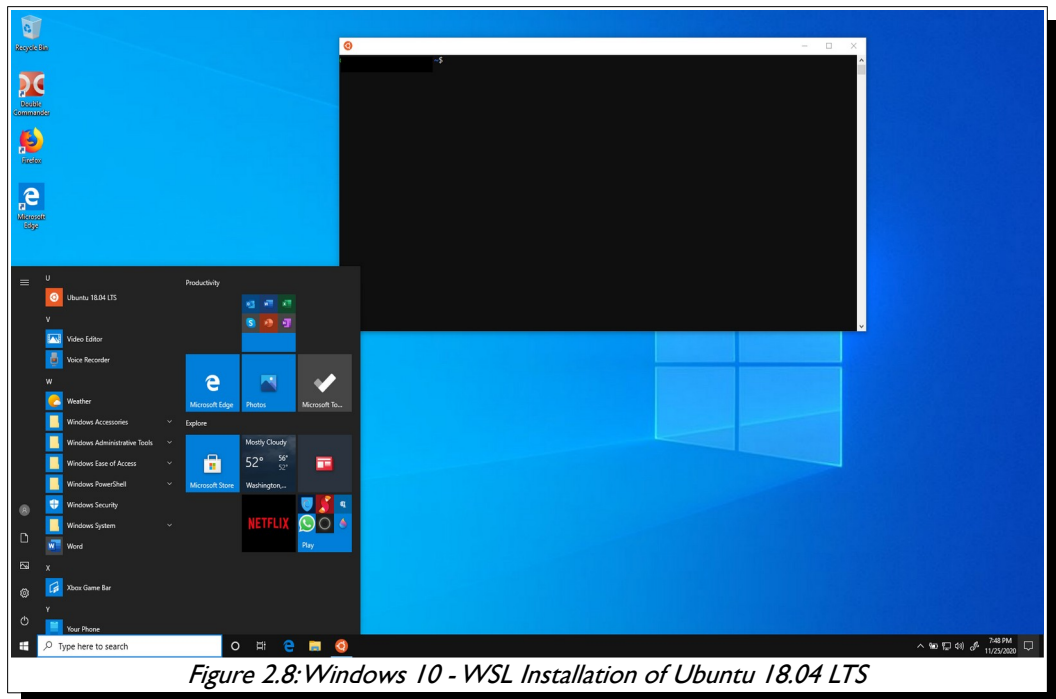 Recycle Bin
Double
Commander
Firefox
Microsoft
Edge
~$
U
Ubuntu 18.04 LTS
V
Video Editor
Voice Recorder
W
Weather
Windows Accessories
Windows Administrative Tools
Windows Ease of Access
Windows PowerShell
Windows Security
Windows System
Word
X
Xbox Game Bar
Y
Your Phone
Productivity
Microsoft Edge
Photos
Microsoft To...
Explore
Microsoft Store
Mostly Cloudy
52° 56°
52°
Washington,...
NETFLIX
Play
Type here to search
7:48 PM
11/25/2020
Figure 2.8: Windows 10 - WSL Installation of Ubuntu 18.04 LTS